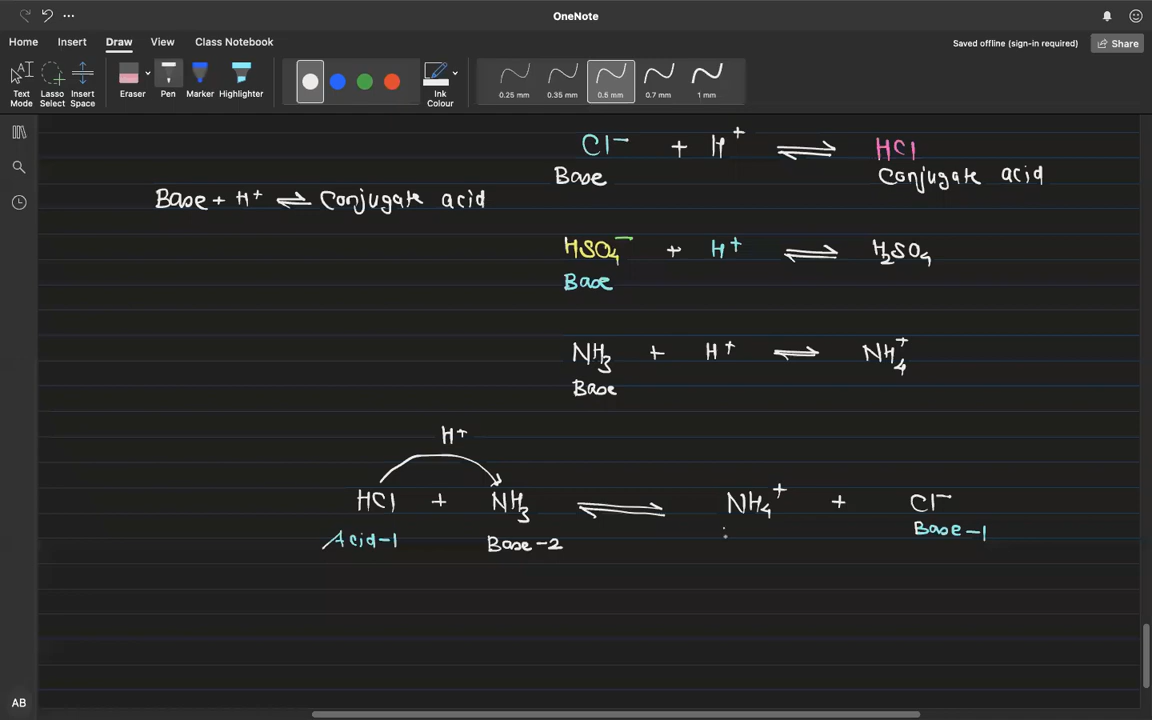 OneNote
Home Insert Draw View Class Notebook
Saved offline (sign-in required) Share
Text Mode Lasso Select Insert Space Eraser Pen Marker Highlighter Ink Colour 0.25 mm 0.35 mm 0.5 mm 0.7 mm 1 mm
Cl⁻ + H⁺ ⇌ HCl
Base Conjugate acid
Base + H⁺ ⇌ Conjugate acid
HSO₄⁻ + H⁺ ⇌ H₂SO₄
Base
NH₃ + H⁺ ⇌ NH₄⁺
Base
H⁺
HCl + NH₃ ⇌ NH₄⁺ + Cl⁻
Acid-1 Base-2 Base-1
AB